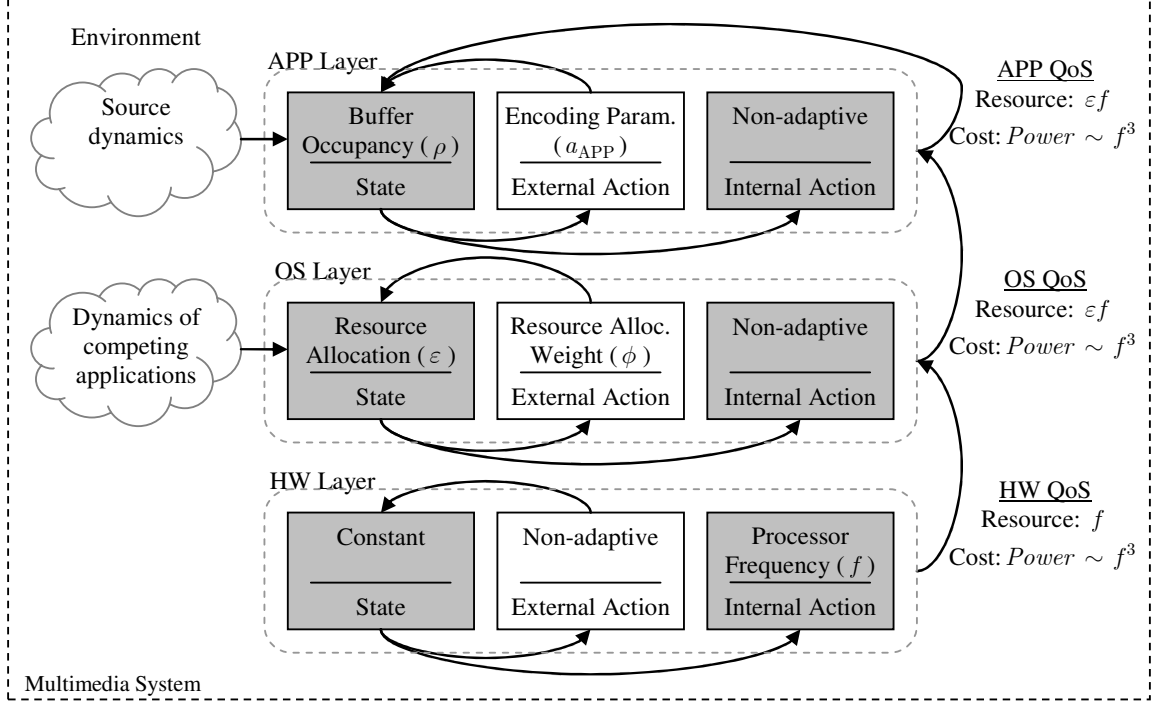 Environment
Source
dynamics
Dynamics of
competing
applications
APP Layer
Buffer
Occupancy ( ρ )
State
Encoding Param.
( a_APP )
External Action
Non-adaptive
Internal Action
APP QoS
Resource: εf
Cost: Power ~ f³
OS Layer
Resource
Allocation ( ε )
State
Resource Alloc.
Weight ( ϕ )
External Action
Non-adaptive
Internal Action
OS QoS
Resource: εf
Cost: Power ~ f³
HW Layer
Constant
State
Non-adaptive
External Action
Processor
Frequency ( f )
Internal Action
HW QoS
Resource: f
Cost: Power ~ f³
Multimedia System